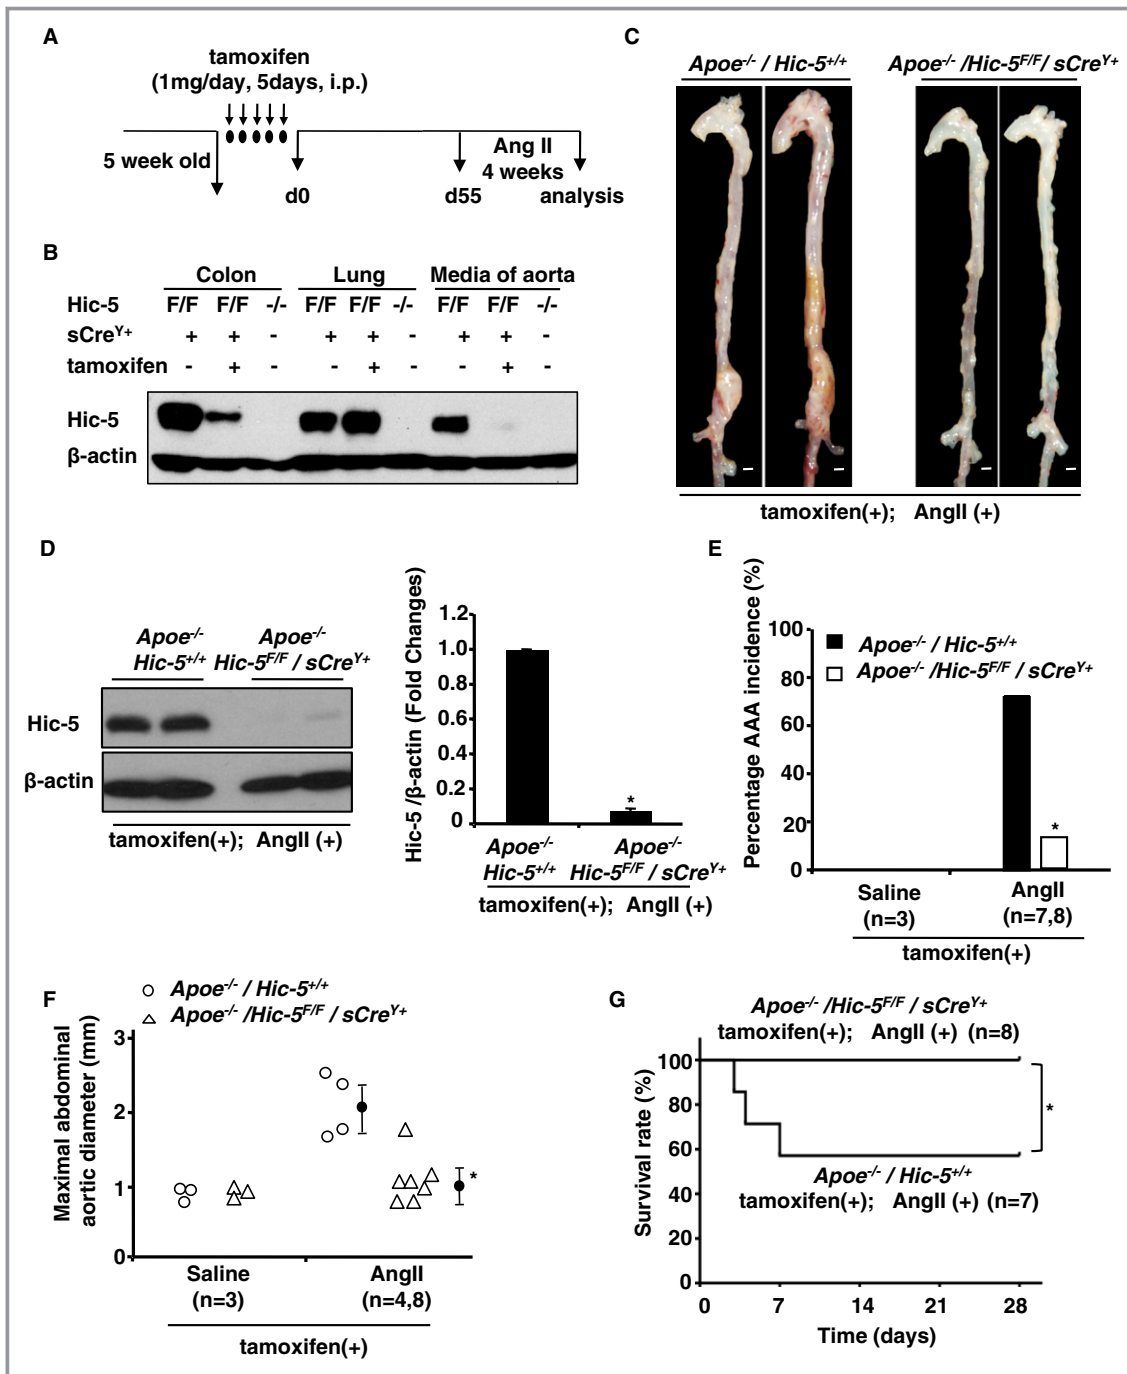 A
tamoxifen
(1mg/day, 5days, i.p.)
5 week old
d0
d55
Ang II
4 weeks
analysis
B
Colon Lung Media of aorta
Hic-5 F/F F/F -/- F/F F/F -/- F/F F/F -/-
sCreY+ + + - + + - + + -
tamoxifen - + - - + - - + -
Hic-5
β-actin
C
Apoe-/- / Hic-5+/+ Apoe-/- /Hic-5F/F/ sCreY+
tamoxifen(+); AngII (+)
D
Apoe-/- Apoe-/-
Hic-5+/+ Hic-5F/F / sCreY+
Hic-5
β-actin
tamoxifen(+); AngII (+)
Hic-5 /β-actin (Fold Changes)
1.2
1.0
0.8
0.6
0.4
0.2
0
*
Apoe-/- Apoe-/-
Hic-5+/+ Hic-5F/F / sCreY+
tamoxifen(+); AngII (+)
E
Percentage AAA incidence (%)
100
80
60
40
20
0
Apoe-/- / Hic-5+/+
Apoe-/- /Hic-5F/F / sCreY+
*
Saline AngII
(n=3) (n=7,8)
tamoxifen(+)
F
Apoe-/- / Hic-5+/+
Apoe-/- /Hic-5F/F / sCreY+
Maximal abdominal
aortic diameter (mm)
3
2
1
0
*
Saline AngII
(n=3) (n=4,8)
tamoxifen(+)
G
Apoe-/- /Hic-5F/F / sCreY+
tamoxifen(+); AngII (+) (n=8)
Survival rate (%)
100
80
60
40
20
0
*
Apoe-/- / Hic-5+/+
tamoxifen(+); AngII (+) (n=7)
0 7 14 21 28
Time (days)